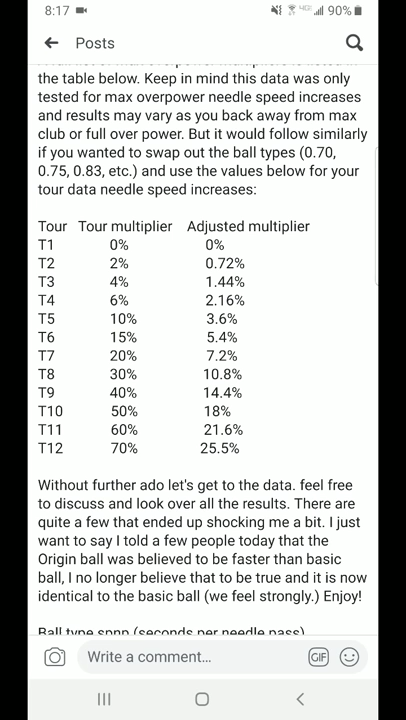 8:17
90%
Posts
the table below. Keep in mind this data was only
tested for max overpower needle speed increases
and results may vary as you back away from max
club or full over power. But it would follow similarly
if you wanted to swap out the ball types (0.70,
0.75, 0.83, etc.) and use the values below for your
tour data needle speed increases:
Tour Tour multiplier Adjusted multiplier
T1 0% 0%
T2 2% 0.72%
T3 4% 1.44%
T4 6% 2.16%
T5 10% 3.6%
T6 15% 5.4%
T7 20% 7.2%
T8 30% 10.8%
T9 40% 14.4%
T10 50% 18%
T11 60% 21.6%
T12 70% 25.5%
Without further ado let's get to the data. feel free
to discuss and look over all the results. There are
quite a few that ended up shocking me a bit. I just
want to say I told a few people today that the
Origin ball was believed to be faster than basic
ball, I no longer believe that to be true and it is now
identical to the basic ball (we feel strongly.) Enjoy!
Ball type spnp (seconds per needle pass)
Write a comment...
GIF